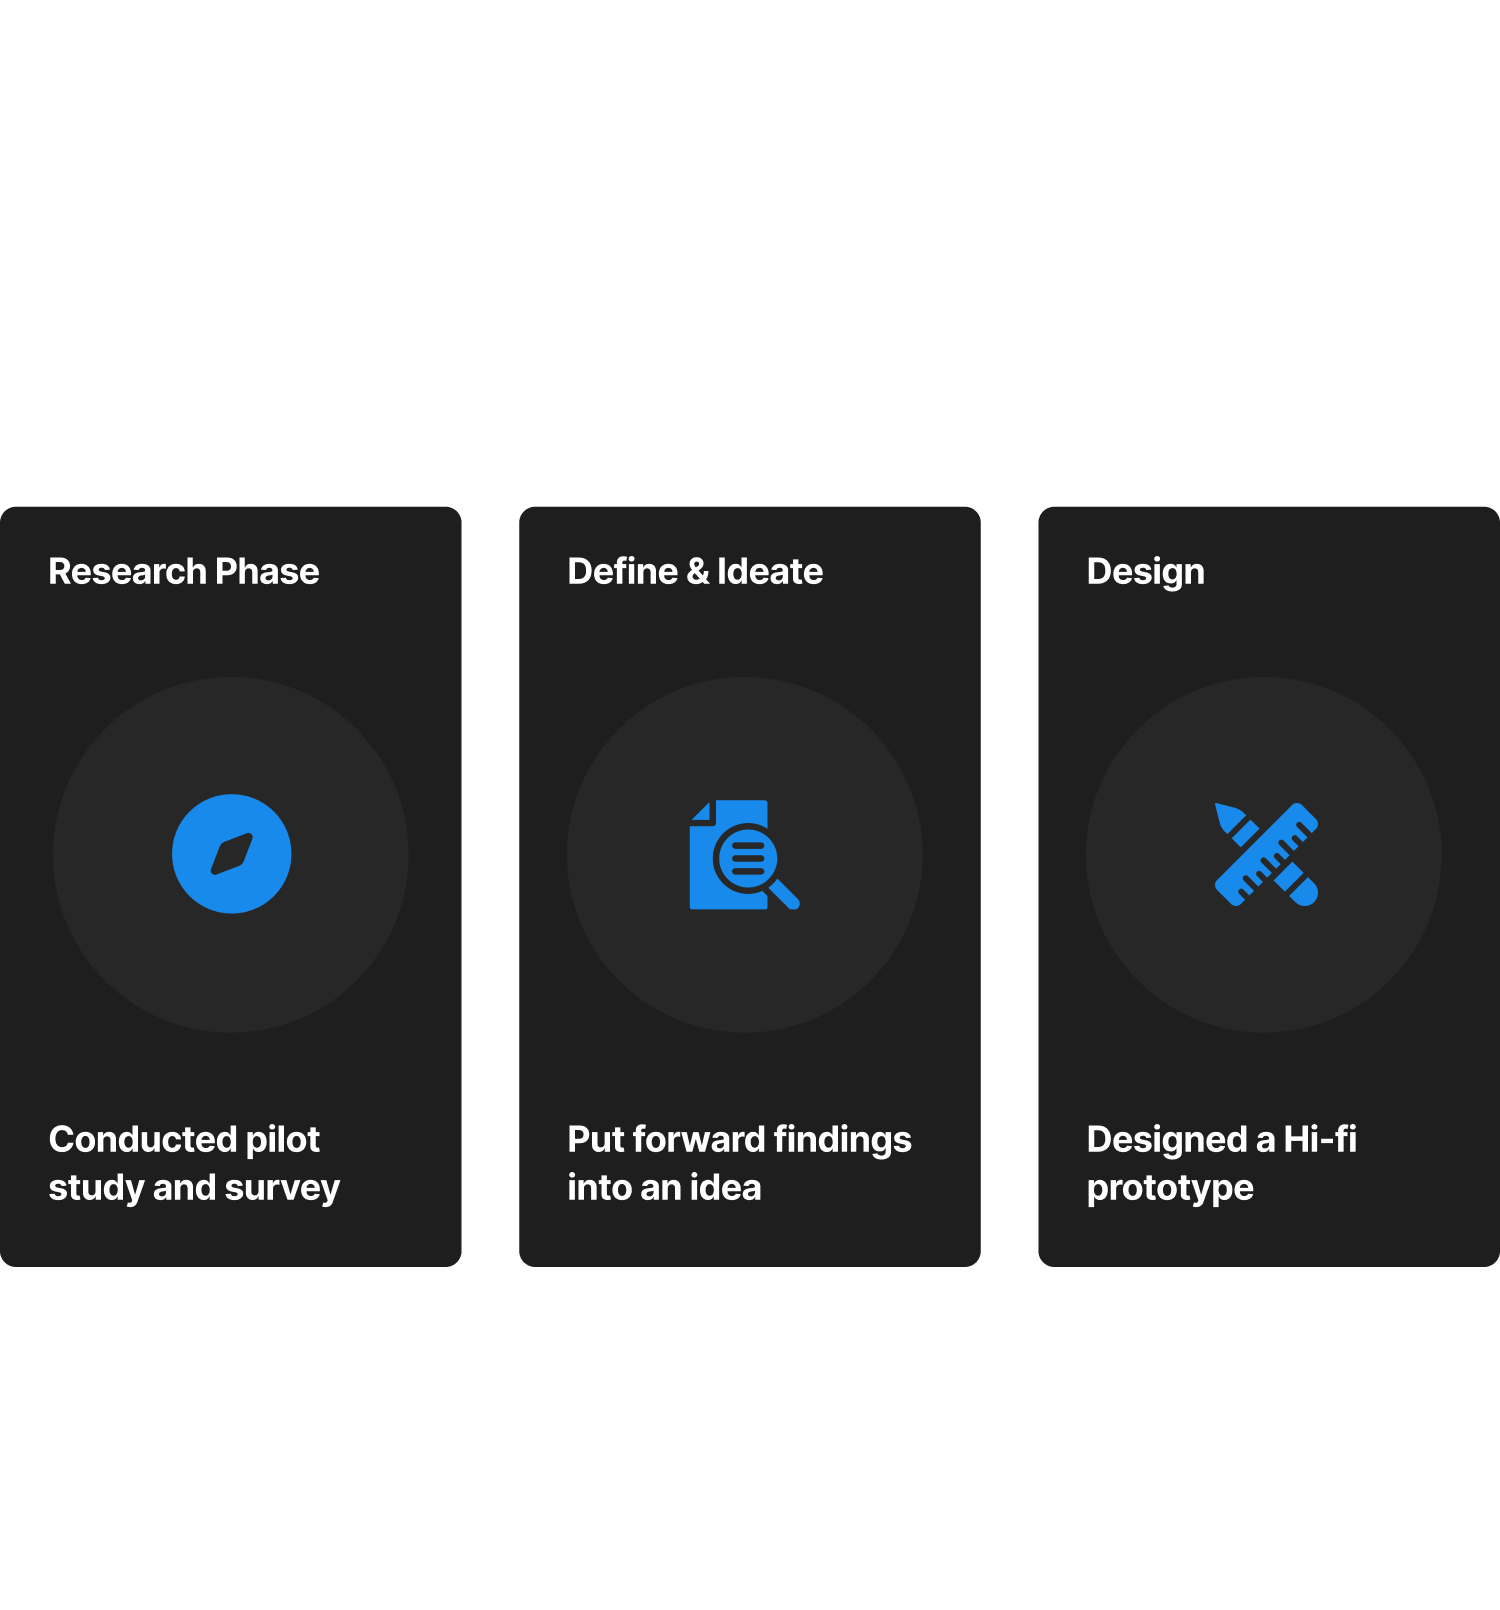 Research Phase
Conducted pilot
study and survey
Define & Ideate
Put forward findings
into an idea
Design
Designed a Hi-fi
prototype